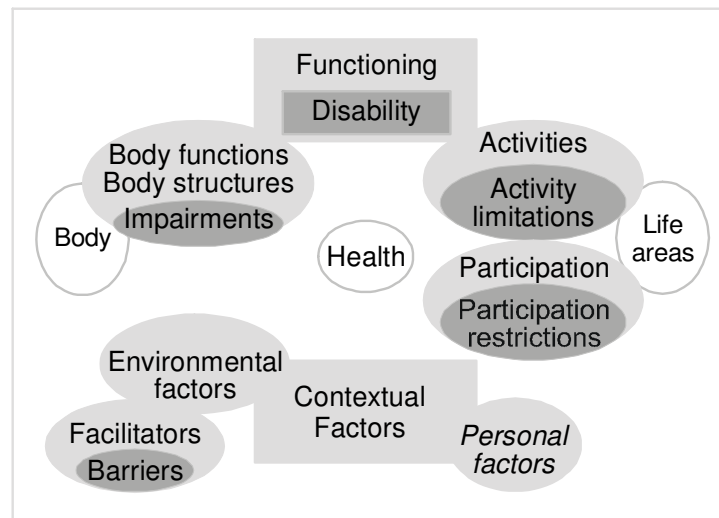 Functioning
Disability
Body functions
Body structures
Impairments
Body
Activities
Activity
limitations
Life
areas
Health
Participation
Participation
restrictions
Environmental
factors
Contextual
Factors
Facilitators
Barriers
Personal
factors